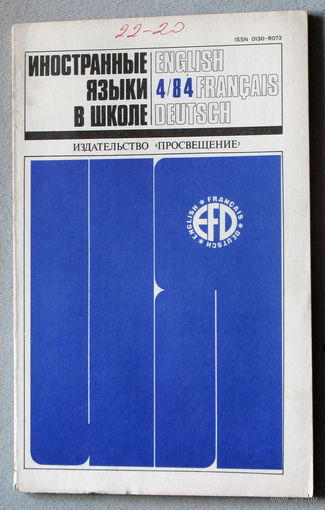 22-20
ISSN 0130-6073
ИНОСТРАННЫЕ
ЯЗЫКИ
В ШКОЛЕ
ENGLISH
4/84 FRANÇAIS
DEUTSCH
ИЗДАТЕЛЬСТВО «ПРОСВЕЩЕНИЕ»
ENGLISH * FRANÇAIS * DEUTSCH *
EFD
ИЯ